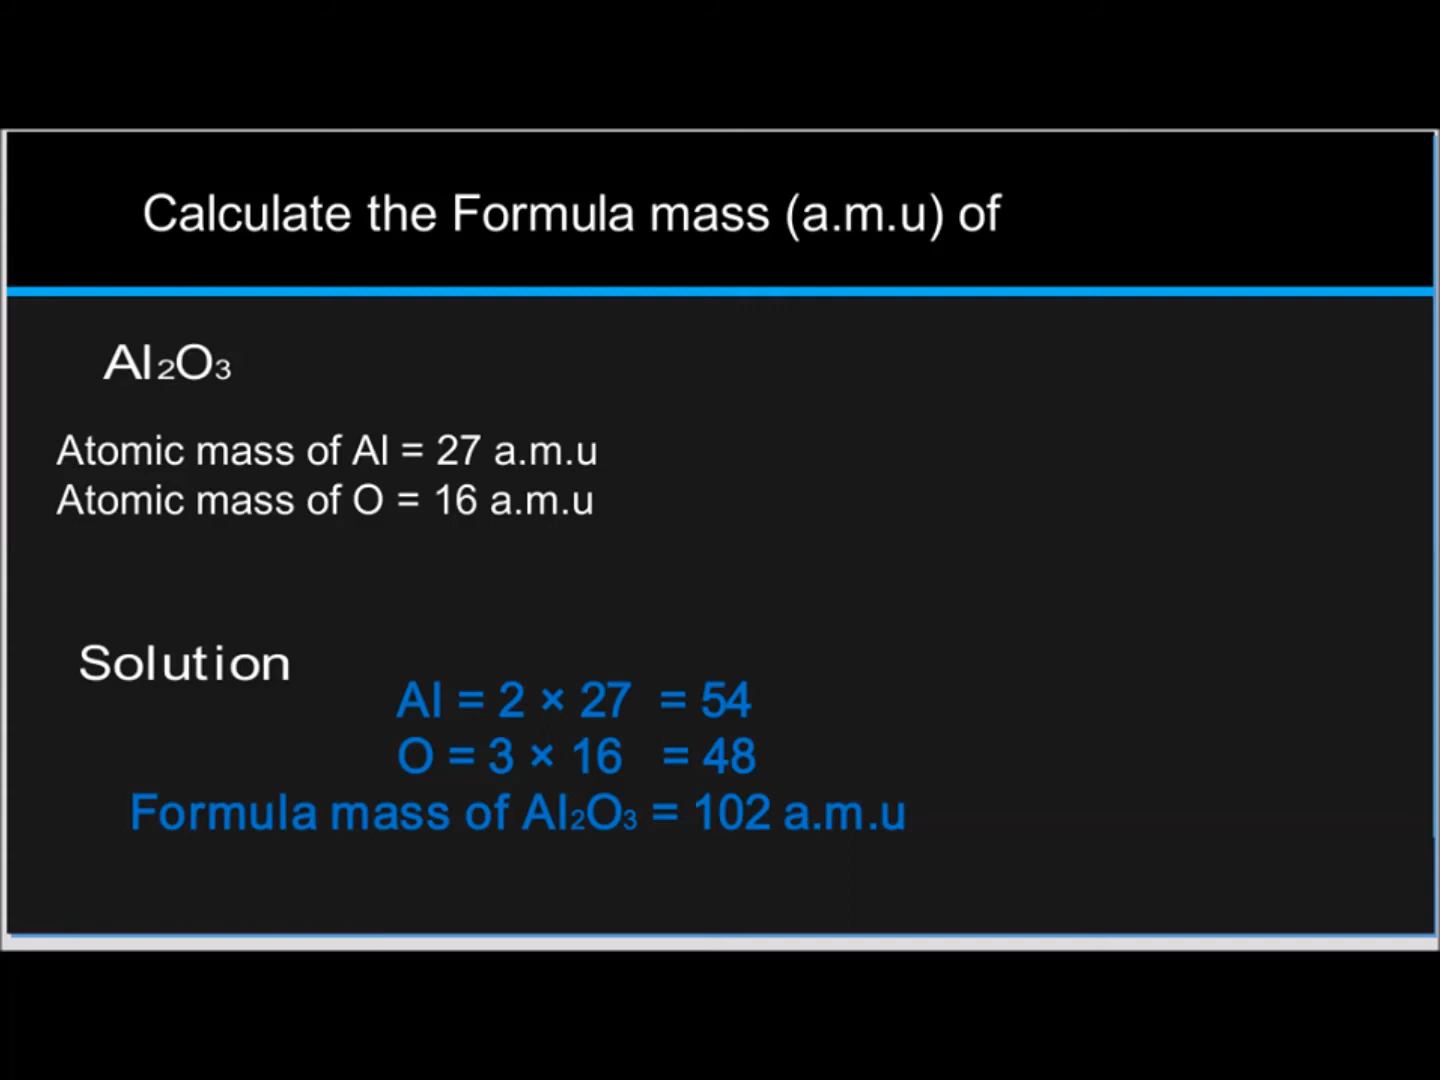 Calculate the Formula mass (a.m.u) of
Al₂O₃
Atomic mass of Al = 27 a.m.u
Atomic mass of O = 16 a.m.u
Solution
Al = 2 × 27 = 54
O = 3 × 16 = 48
Formula mass of Al₂O₃ = 102 a.m.u